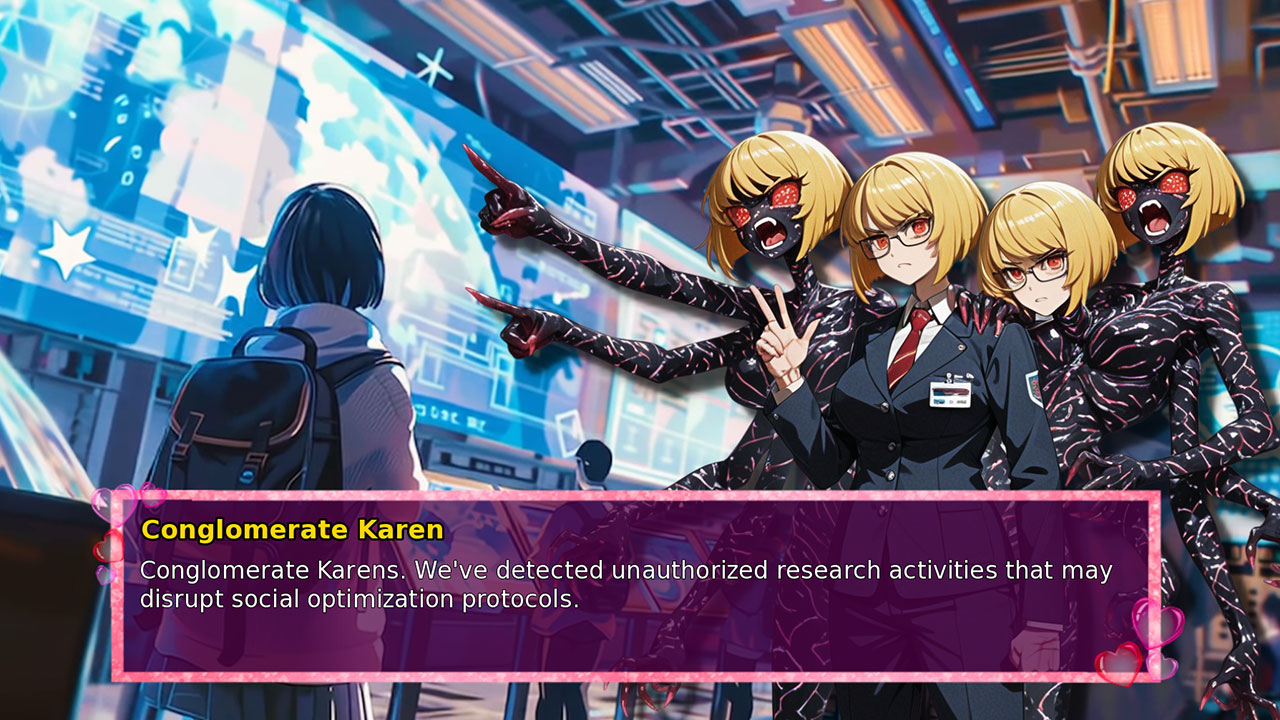 Conglomerate Karen
Conglomerate Karens. We've detected unauthorized research activities that may
disrupt social optimization protocols.